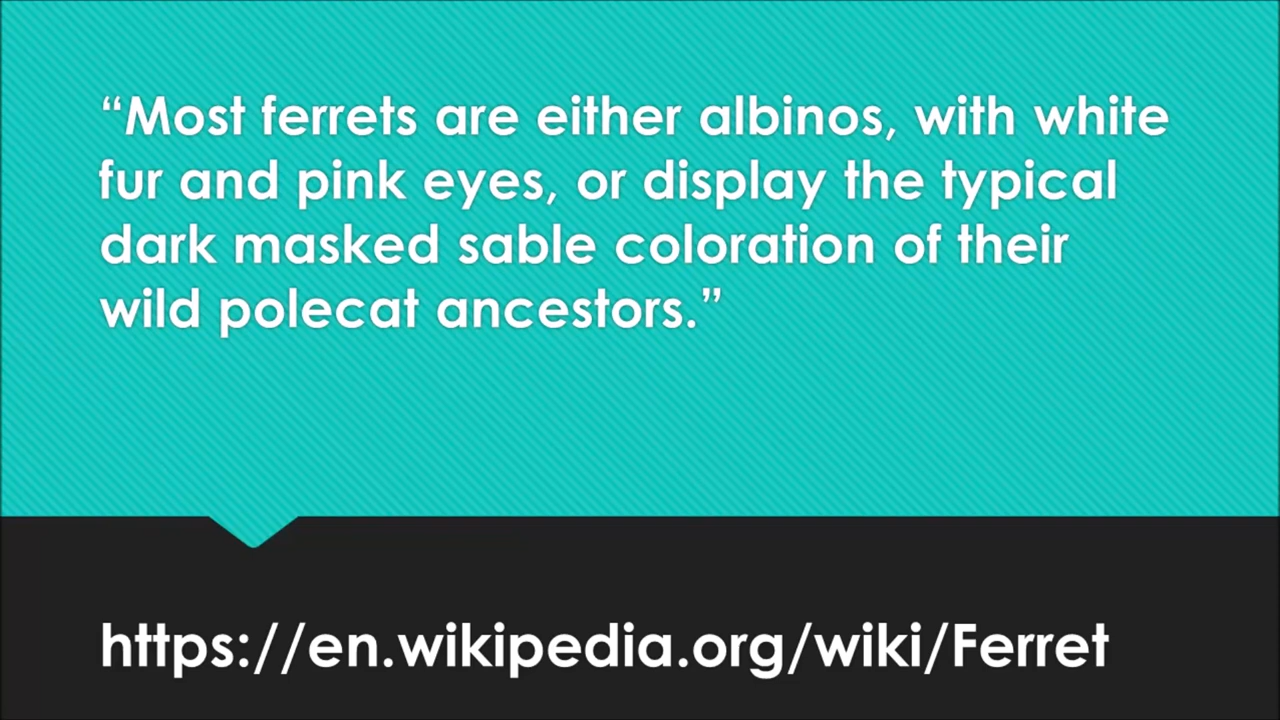 “Most ferrets are either albinos, with white
fur and pink eyes, or display the typical
dark masked sable coloration of their
wild polecat ancestors.”
https://en.wikipedia.org/wiki/Ferret